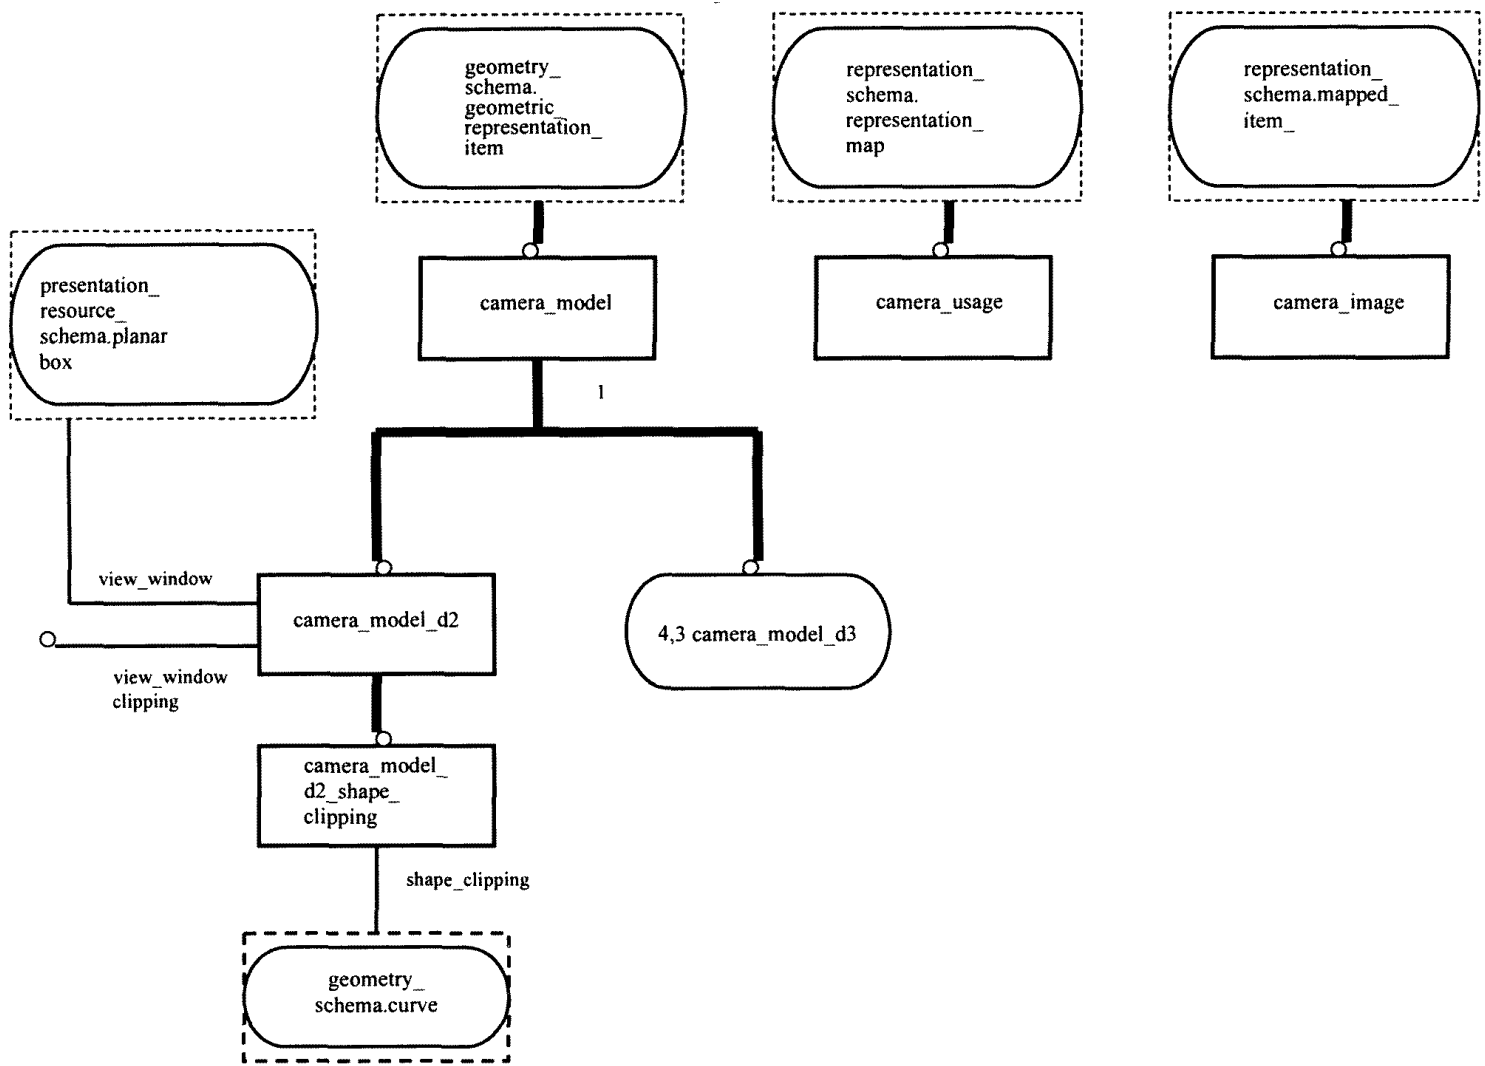 geometry_
schema.
geometric_
representation_
item
representation_
schema.
representation_
map
representation_
schema.mapped_
item_
presentation_
resource_
schema.planar
box
camera_model
camera_usage
camera_image
1
view_window
camera_model_d2
4,3 camera_model_d3
view_window
clipping
camera_model_
d2_shape_
clipping
shape_clipping
geometry_
schema.curve